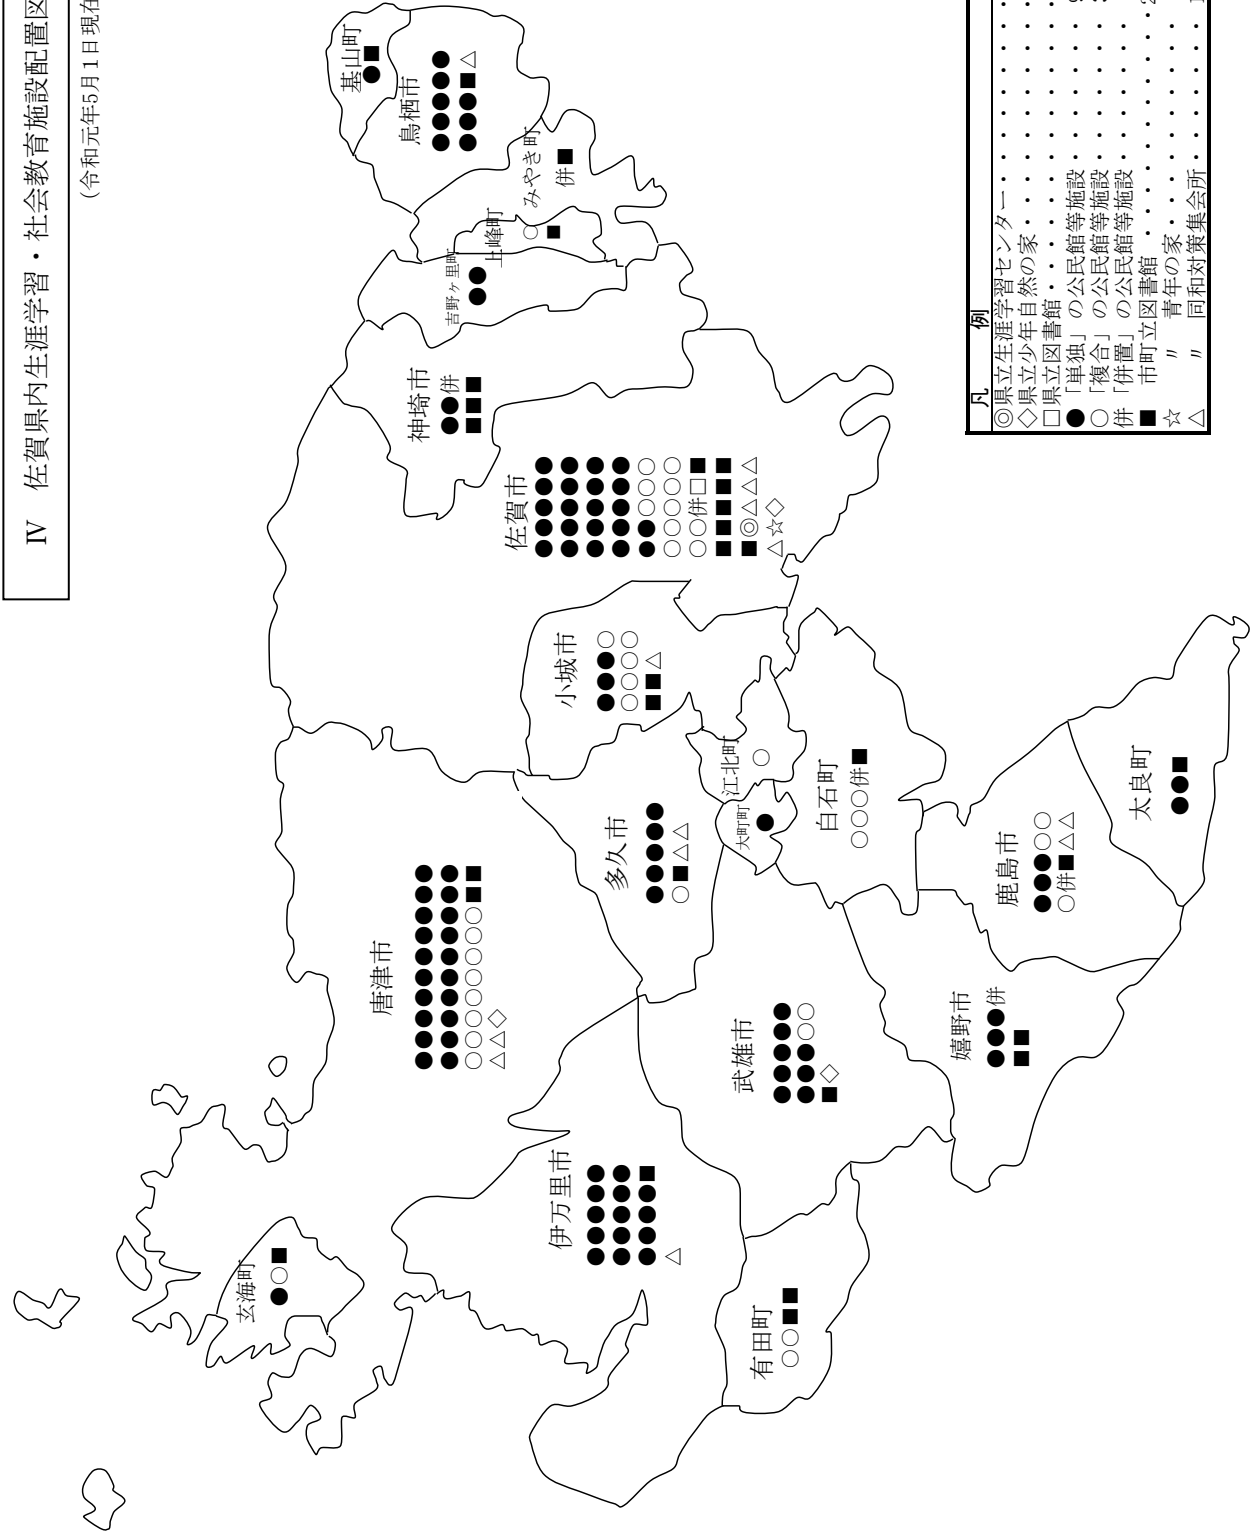 IV　佐賀県内生涯学習・社会教育施設配置図
（令和元年5月1日現在
基山町
●■
鳥栖市
●●●●●
●●●■△
みやき町
併■
上峰町
○
■
吉野ヶ里町
●●
神埼市
●●併
■■■
佐賀市
●●●●●
●●●●●
●●●●●
●●●●●
●●○○○
○○○○○
○○併□■
■■■■■
■◎△△△
△☆◇
小城市
●●●○
○○○○
■■△
唐津市
●●●●●●●●●●
●●●●●●●●●●
○○○○○○○○■■
△△◇
多久市
●●●●●
○■△△
江北町
○
大町町
●
白石町
○○○併■
玄海町
●○■
伊万里市
●●●●●
●●●●●
●●●●■
△
武雄市
●●●●●
●●●○○
■◇
有田町
○○■■
嬉野市
●●●併
■■
鹿島市
●●●○○
○併■△△
太良町
●●■
凡　例
◎県立生涯学習センター・・・・・・・・・・
◇県立少年自然の家・・・・・・・・・・・・
□県立図書館・・・・・・・・・・・・・・・
●「単独」の公民館等施設・・・・・・・・
○「複合」の公民館等施設・・・・・・・・
併「併置」の公民館等施設・・・・・・・・
■　市町立図書館・・・・・・・・・・・2
☆　〃　青年の家・・・・・・・・・・・
△　〃　同和対策集会所・・・・・・・・1